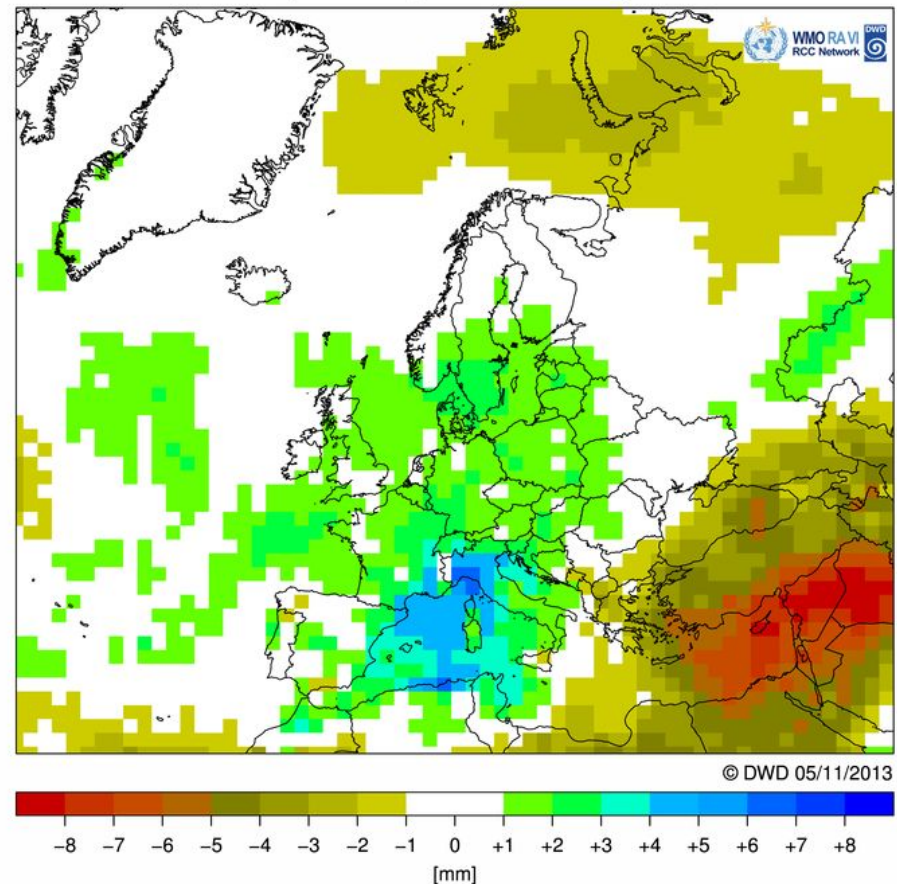 WMO RA VI
RCC Network
DWD
© DWD 05/11/2013
−8 −7 −6 −5 −4 −3 −2 −1 0 +1 +2 +3 +4 +5 +6 +7 +8
[mm]